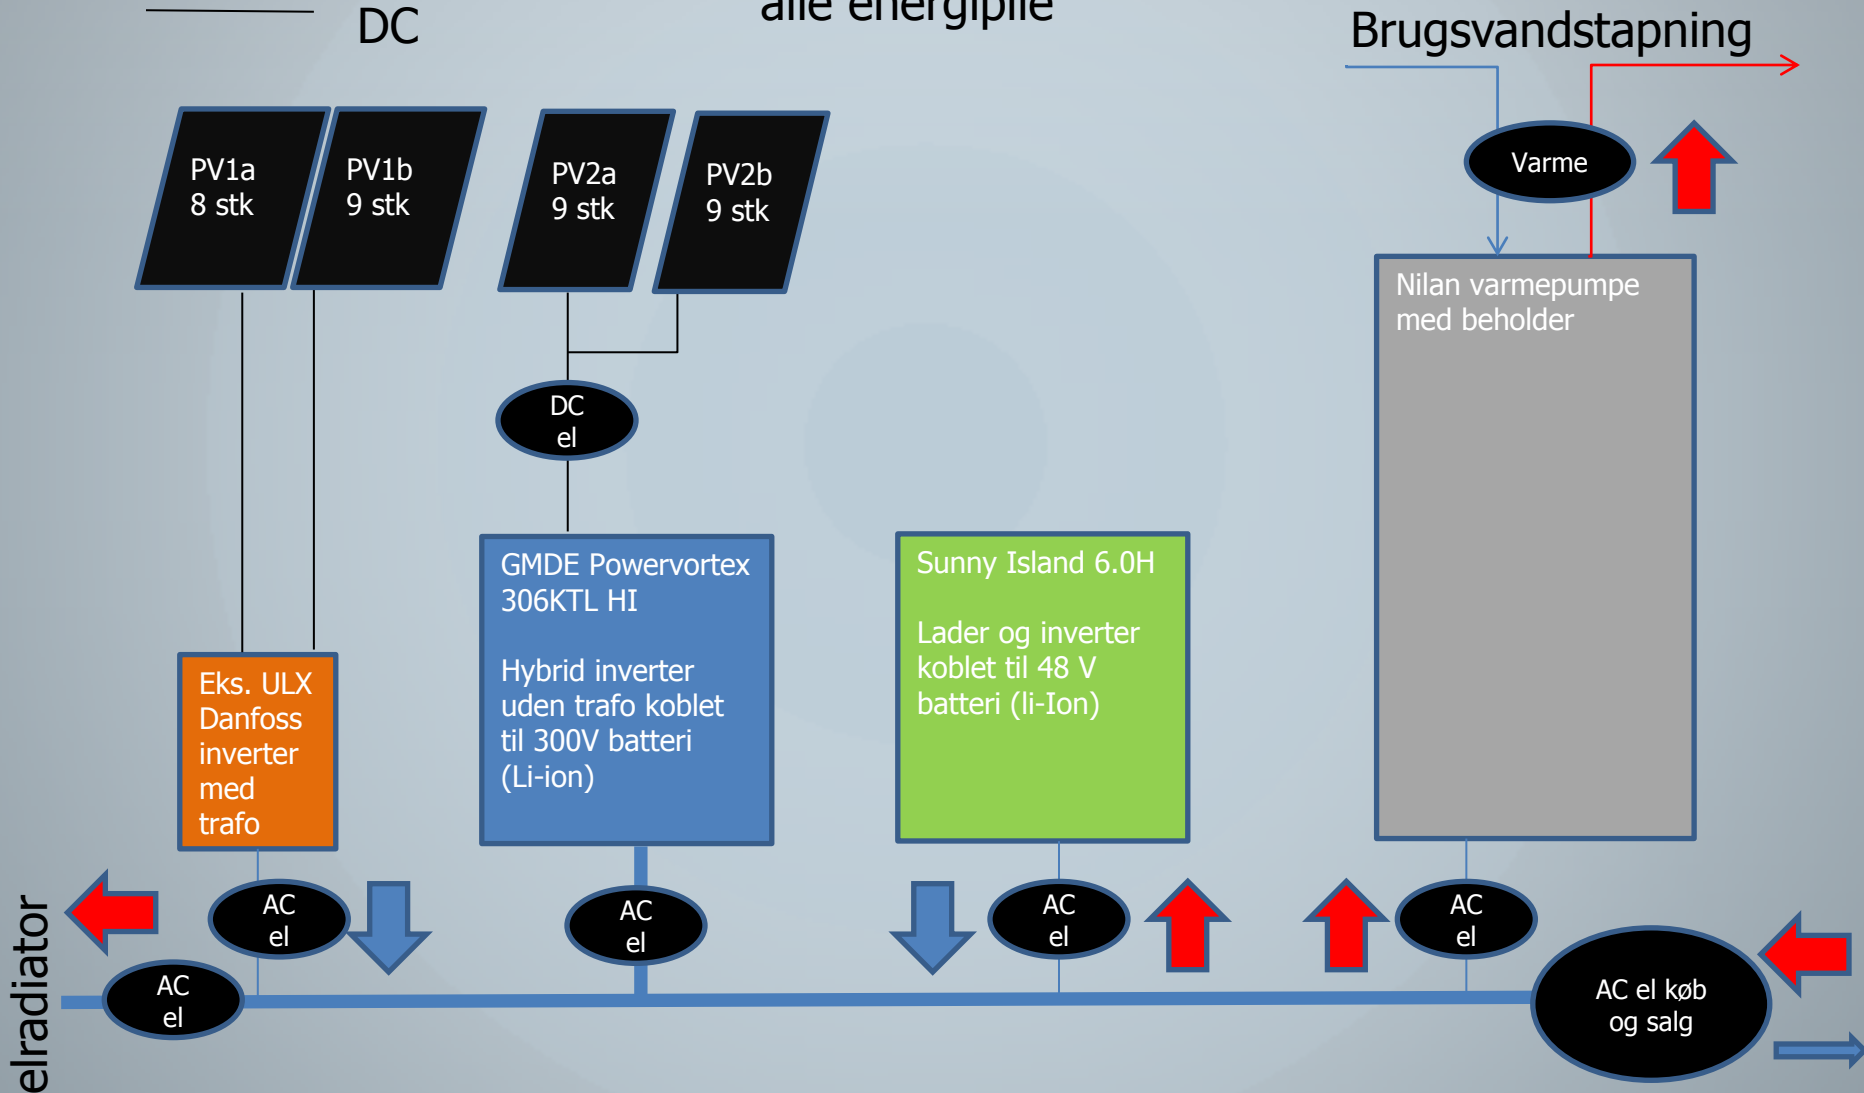 alle energipile
DC
Brugsvandstapning
PV1a
8 stk
PV1b
9 stk
PV2a
9 stk
PV2b
9 stk
Varme
Nilan varmepumpe
med beholder
DC
el
GMDE Powervortex
306KTL HI
Hybrid inverter
uden trafo koblet
til 300V batteri
(Li-ion)
Sunny Island 6.0H
Lader og inverter
koblet til 48 V
batteri (li-Ion)
Eks. ULX
Danfoss
inverter
med
trafo
AC
el
AC
el
AC
el
AC
el
AC
el
AC el køb
og salg
elradiator